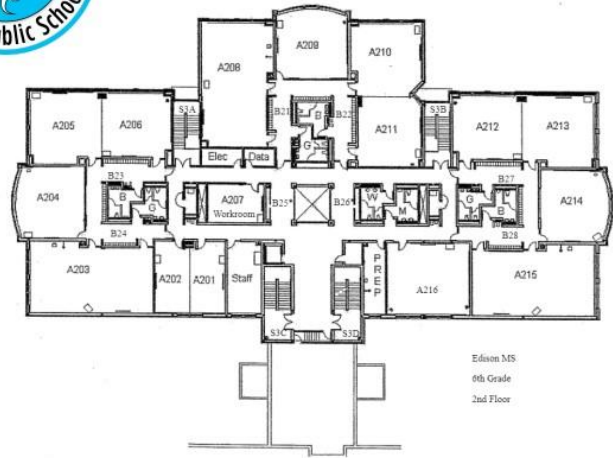 Public Schoo
A209
A208
A210
S3A
B21
B
B22
S3B
A205
A206
A211
A212
A213
G
Elec
Data
B23
B27
A204
B
G
A207
Workroom
B25
B26
W
M
G
B
A214
B24
B28
A203
A202
A201
Staff
PREP
A216
A215
S3C
S3D
Edison MS
6th Grade
2nd Floor